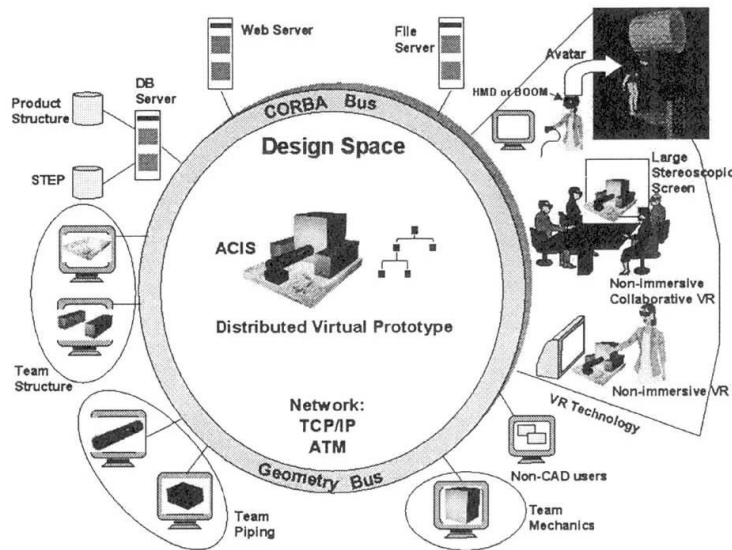 Web Server
File
Server
Avatar
HMD or BOOM
DB
Server
Product
Structure
STEP
CORBA Bus
Design Space
Large
Stereoscopic
Screen
ACIS
Non-immersive
Collaborative VR
Distributed Virtual Prototype
Team
Structure
Non-immersive VR
VR Technology
Network:
TCP/IP
ATM
Geometry Bus
Non-CAD users
Team
Piping
Team
Mechanics